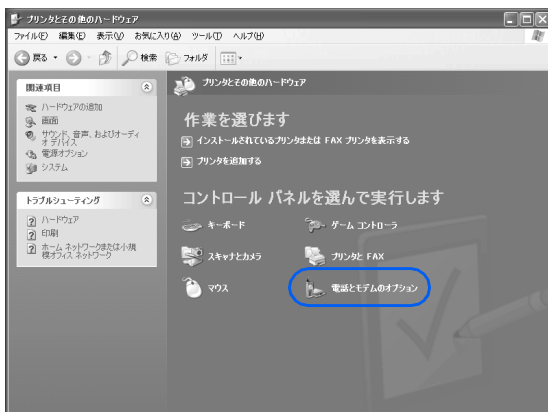 プリンタとその他のハードウェア
ファイル(F) 編集(E) 表示(V) お気に入り(A) ツール(T) ヘルプ(H)
戻る 検索 フォルダ
関連項目
ハードウェアの追加
画面
サウンド、音声、およびオーディ
オ デバイス
電源オプション
システム
トラブルシューティング
ハードウェア
印刷
ホーム ネットワークまたは小規
模オフィス ネットワーク
プリンタとその他のハードウェア
作業を選びます
インストールされているプリンタまたは FAX プリンタを表示する
プリンタを追加する
コントロール パネルを選んで実行します
キーボード ゲーム コントローラ
スキャナとカメラ プリンタと FAX
マウス 電話とモデムのオプション